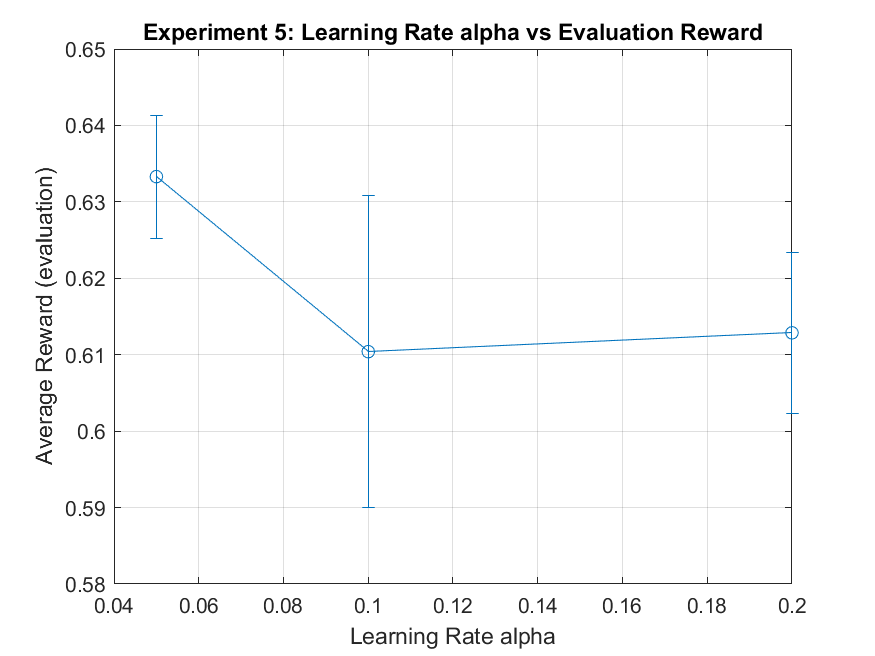 Experiment 5: Learning Rate alpha vs Evaluation Reward
0.65
0.64
0.63
0.62
0.61
0.6
0.59
0.58
Average Reward (evaluation)
0.04 0.06 0.08 0.1 0.12 0.14 0.16 0.18 0.2
Learning Rate alpha